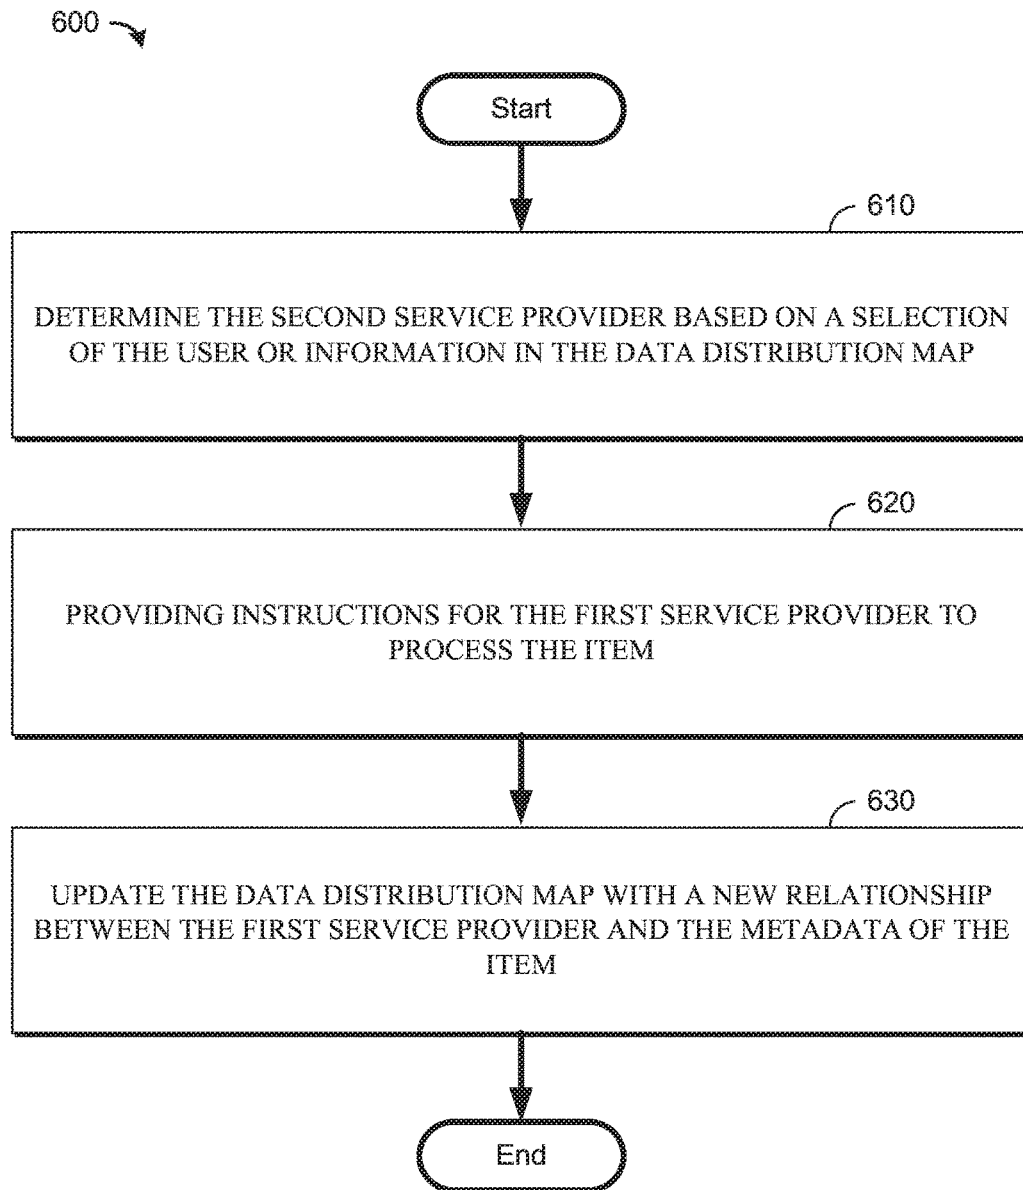 600
Start
610
DETERMINE THE SECOND SERVICE PROVIDER BASED ON A SELECTION
OF THE USER OR INFORMATION IN THE DATA DISTRIBUTION MAP
620
PROVIDING INSTRUCTIONS FOR THE FIRST SERVICE PROVIDER TO
PROCESS THE ITEM
630
UPDATE THE DATA DISTRIBUTION MAP WITH A NEW RELATIONSHIP
BETWEEN THE FIRST SERVICE PROVIDER AND THE METADATA OF THE
ITEM
End